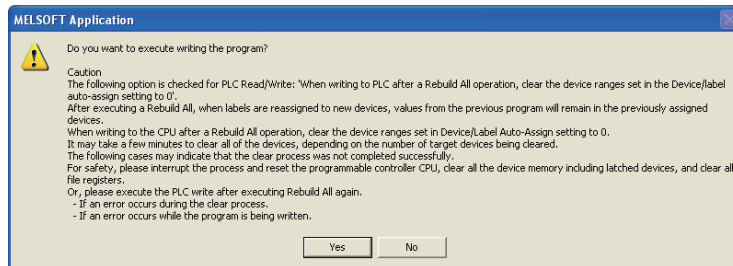 MELSOFT Application
Do you want to execute writing the program?
Caution
The following option is checked for PLC Read/Write: 'When writing to PLC after a Rebuild All operation, clear the device ranges set in the Device/label
auto-assign setting to 0'.
After executing a Rebuild All, when labels are reassigned to new devices, values from the previous program will remain in the previously assigned
devices.
When writing to the CPU after a Rebuild All operation, clear the device ranges set in Device/Label Auto-Assign setting to 0.
It may take a few minutes to clear all of the devices, depending on the number of target devices being cleared.
The following cases may indicate that the clear process was not completed successfully.
For safety, please interrupt the process and reset the programmable controller CPU, clear all the device memory including latched devices, and clear all
file registers.
Or, please execute the PLC write after executing Rebuild All again.
- If an error occurs during the clear process.
- If an error occurs while the program is being written.
Yes No